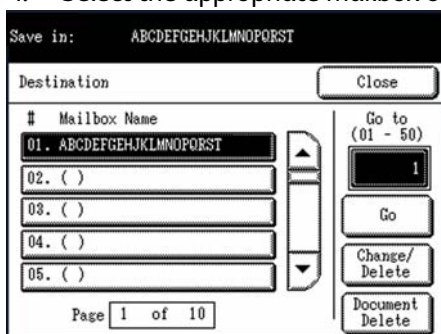 Save in: ABCDEFGEHJKLMNOPQRST
Destination
Close
# Mailbox Name
01. ABCDEFGEHJKLMNOPQRST
02. ( )
03. ( )
04. ( )
05. ( )
Page 1 of 10
Go to
(01 - 50)
1
Go
Change/
Delete
Document
Delete